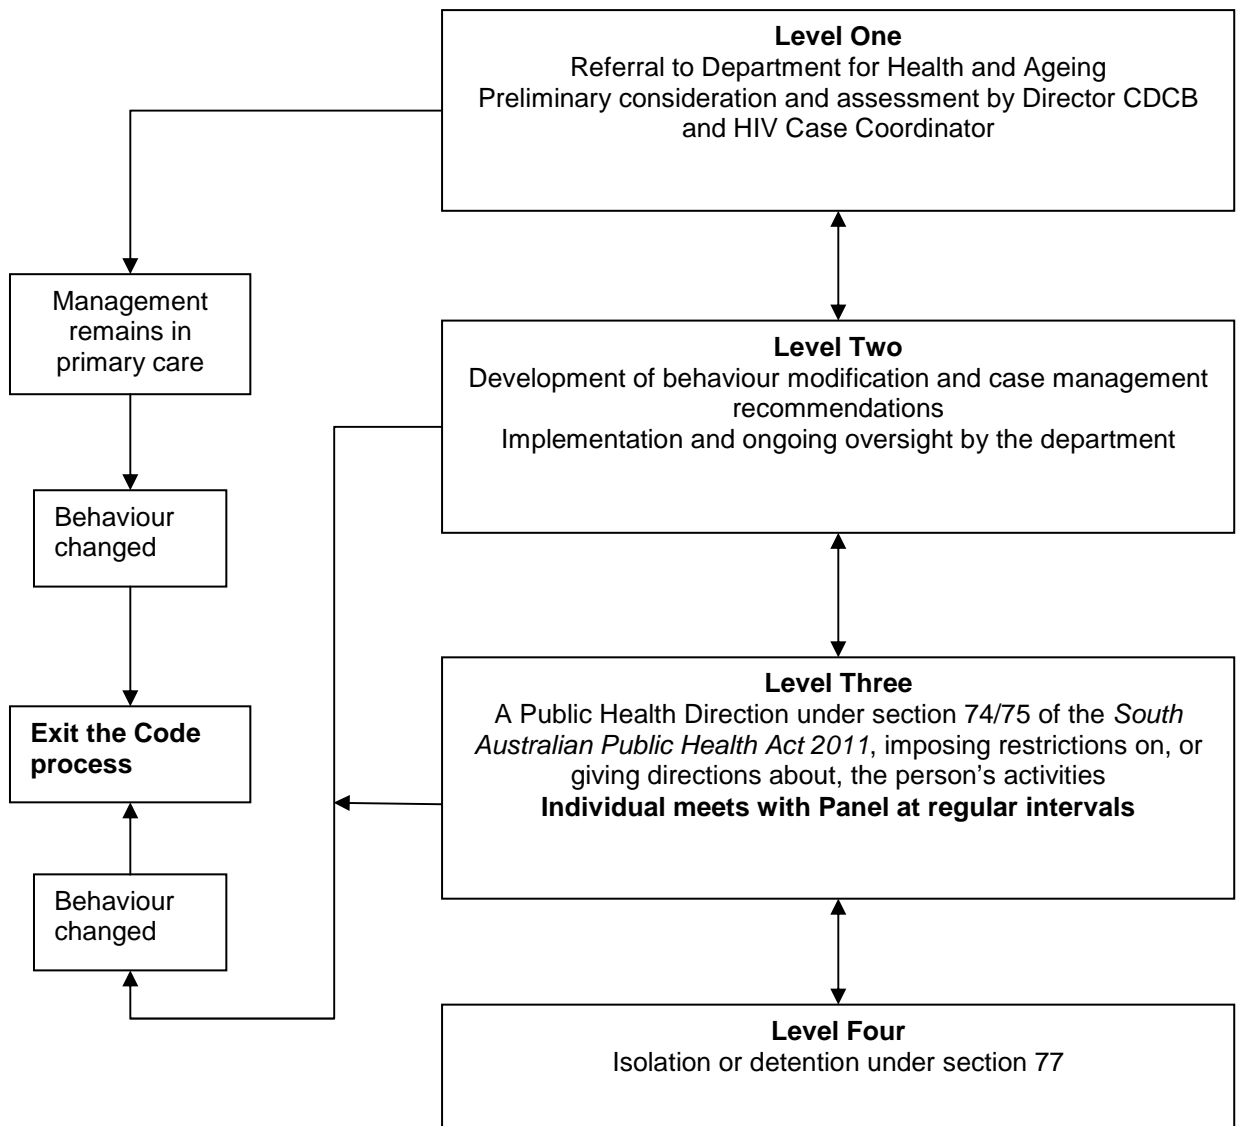 Level One
Referral to Department for Health and Ageing
Preliminary consideration and assessment by Director CDCB
and HIV Case Coordinator
Management
remains in
primary care
Level Two
Development of behaviour modification and case management
recommendations
Implementation and ongoing oversight by the department
Behaviour
changed
Level Three
A Public Health Direction under section 74/75 of the South
Australian Public Health Act 2011, imposing restrictions on, or
giving directions about, the person’s activities
Individual meets with Panel at regular intervals
Exit the Code
process
Behaviour
changed
Level Four
Isolation or detention under section 77